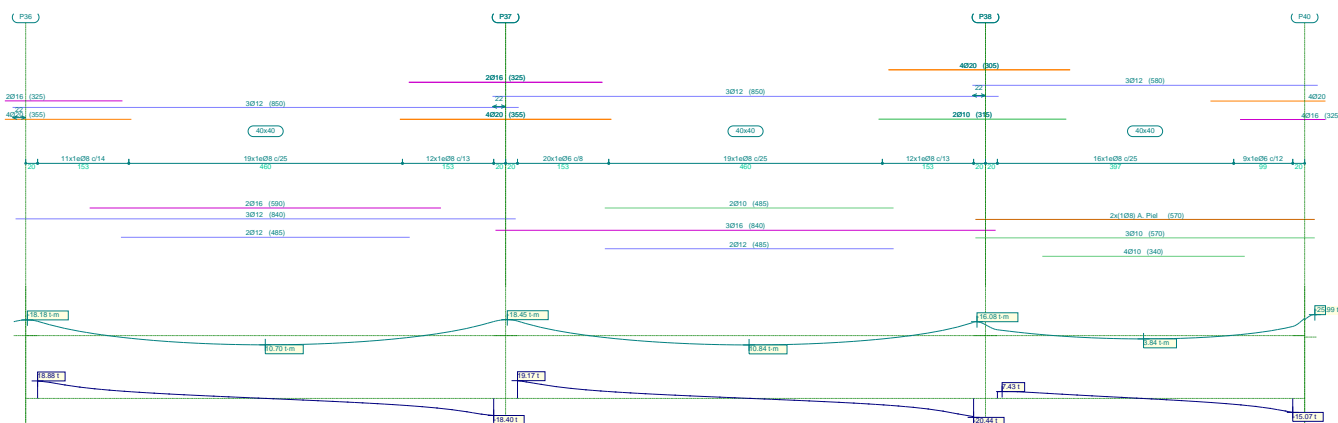 P36 P37 P38 P40
4Ø20 (305)
2Ø16 (325) 3Ø12 (580)
22
2Ø16 (325) 3Ø12 (850) 4Ø20
22 3Ø12 (850) 22
4Ø20 (355) 4Ø20 (355) 2Ø10 (315) 4Ø16 (325
40x40 40x40 40x40
11x1eØ8 c/14 19x1eØ8 c/25 12x1eØ8 c/13 20x1eØ6 c/8 19x1eØ8 c/25 12x1eØ8 c/13 16x1eØ8 c/25 9x1eØ6 c/12
20 153 460 153 20 20 153 460 153 20 20 397 99 20
2Ø16 (590) 2Ø10 (485)
3Ø12 (840) 2x(1Ø8) A. Piel (570)
3Ø16 (840)
2Ø12 (485) 3Ø10 (570)
2Ø12 (485)
4Ø10 (340)
-18.18 t·m -18.45 t·m -16.08 t·m -25.99 t
10.70 t·m 10.84 t·m 3.84 t·m
18.88 t 19.17 t 7.43 t
-18.40 t -20.44 t -15.07 t